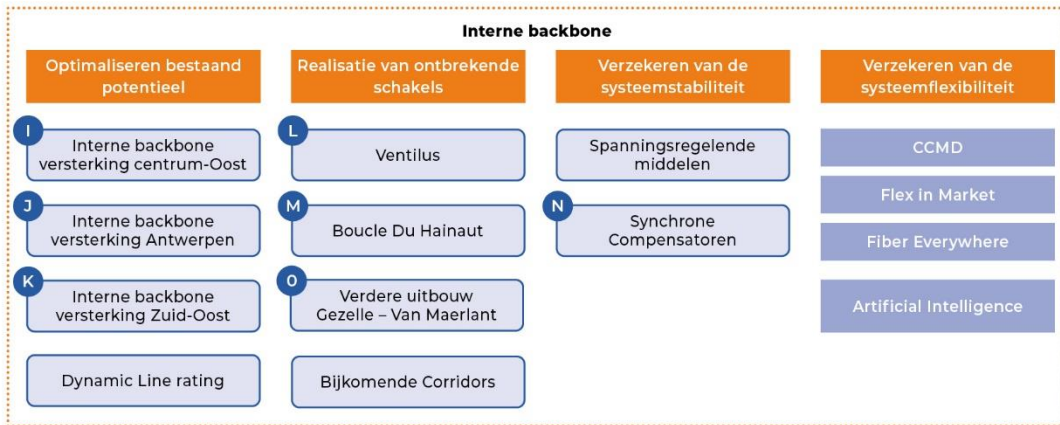 Interne backbone
Optimaliseren bestaand
potentieel
I
Interne backbone
versterking centrum-Oost
J
Interne backbone
versterking Antwerpen
K
Interne backbone
versterking Zuid-Oost
Dynamic Line rating
Realisatie van ontbrekende
schakels
L
Ventilus
M
Boucle Du Hainaut
O
Verdere uitbouw
Gezelle – Van Maerlant
Bijkomende Corridors
Verzekeren van de
systeemstabiliteit
Spanningsregelende
middelen
N
Synchrone
Compensatoren
Verzekeren van de
systeemflexibiliteit
CCMD
Flex in Market
Fiber Everywhere
Artificial Intelligence